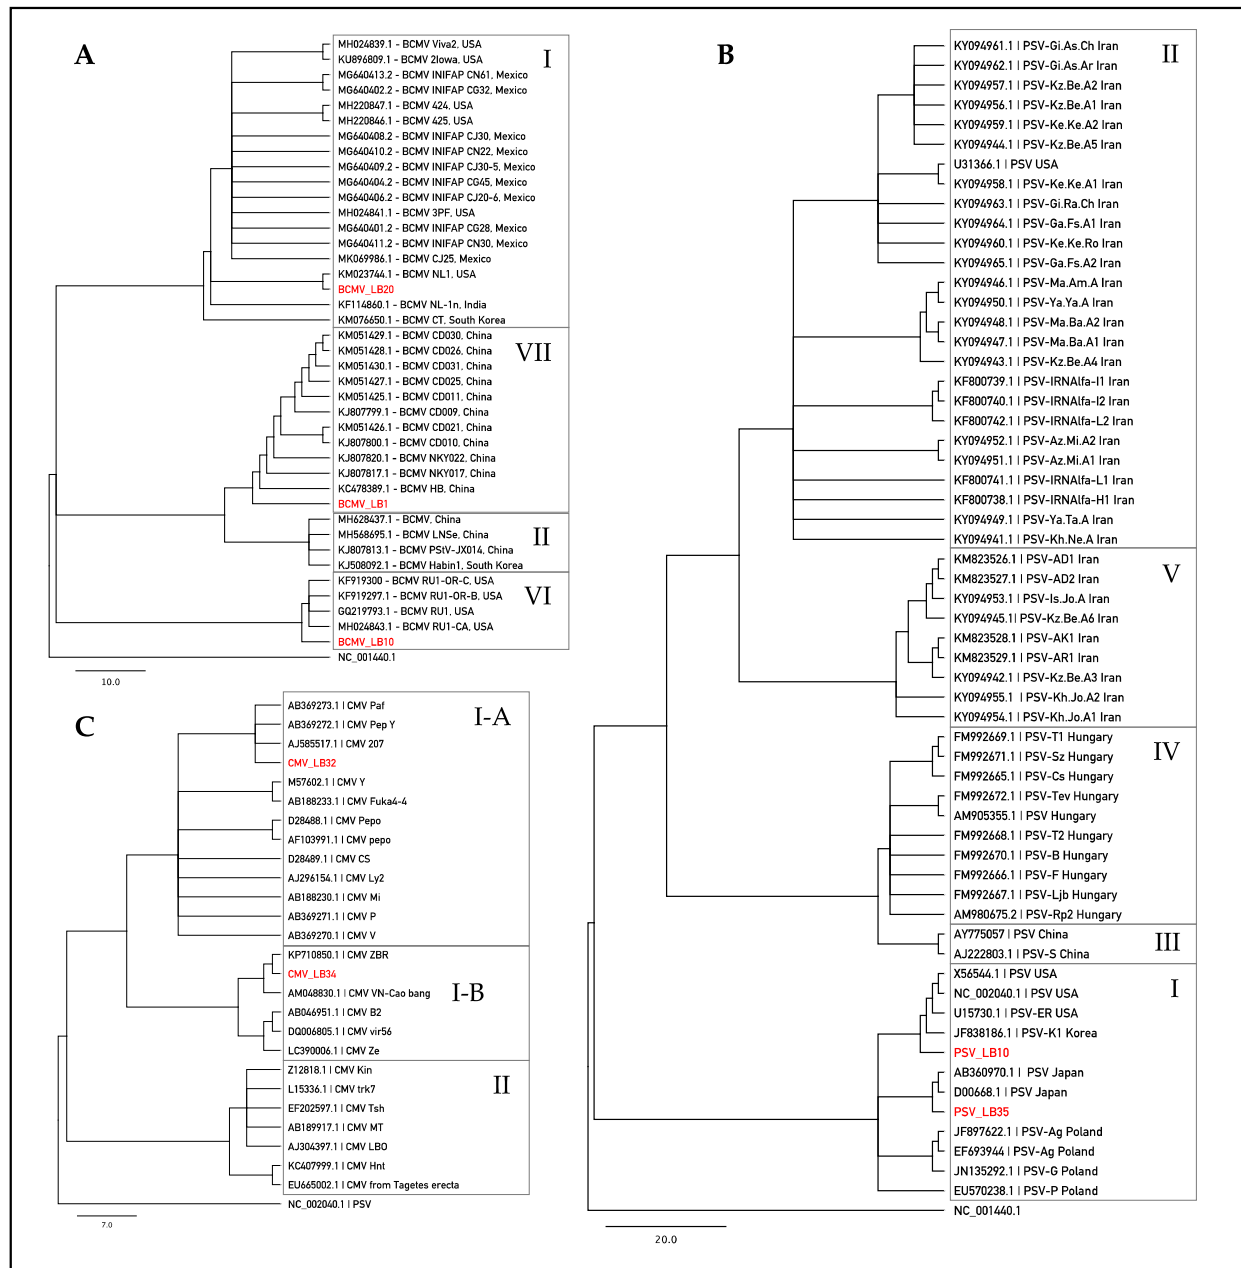 A
I
MH024839.1 - BCMV Viva2, USA
KU896809.1 - BCMV 2Iowa, USA
MG640413.2 - BCMV INIFAP CN61, Mexico
MG640402.2 - BCMV INIFAP CG32, Mexico
MH220847.1 - BCMV 424, USA
MH220846.1 - BCMV 425, USA
MG640408.2 - BCMV INIFAP CJ30, Mexico
MG640410.2 - BCMV INIFAP CN22, Mexico
MG640409.2 - BCMV INIFAP CJ30-5, Mexico
MG640404.2 - BCMV INIFAP CG45, Mexico
MG640406.2 - BCMV INIFAP CJ20-6, Mexico
MH024841.1 - BCMV 3PF, USA
MG640401.2 - BCMV INIFAP CG28, Mexico
MG640411.2 - BCMV INIFAP CN30, Mexico
MK069986.1 - BCMV CJ25, Mexico
KM023744.1 - BCMV NL1, USA
BCMV_LB20
KF114860.1 - BCMV NL-1n, India
KM076650.1 - BCMV CT, South Korea
VII
KM051429.1 - BCMV CD030, China
KM051428.1 - BCMV CD026, China
KM051430.1 - BCMV CD031, China
KM051427.1 - BCMV CD025, China
KM051425.1 - BCMV CD011, China
KJ807799.1 - BCMV CD009, China
KM051426.1 - BCMV CD021, China
KJ807800.1 - BCMV CD010, China
KJ807820.1 - BCMV NKY022, China
KJ807817.1 - BCMV NKY017, China
KC478389.1 - BCMV HB, China
BCMV_LB1
II
MH628437.1 - BCMV, China
MH568695.1 - BCMV LNSe, China
KJ807813.1 - BCMV PStV-JX014, China
KJ508092.1 - BCMV Habin1, South Korea
VI
KF919300 - BCMV RU1-OR-C, USA
KF919297.1 - BCMV RU1-OR-B, USA
GQ219793.1 - BCMV RU1, USA
MH024843.1 - BCMV RU1-CA, USA
BCMV_LB10
NC_001440.1
10.0
B
II
KY094961.1 | PSV-Gi.As.Ch Iran
KY094962.1 | PSV-Gi.As.Ar Iran
KY094957.1 | PSV-Kz.Be.A2 Iran
KY094956.1 | PSV-Kz.Be.A1 Iran
KY094959.1 | PSV-Ke.Ke.A2 Iran
KY094944.1 | PSV-Kz.Be.A5 Iran
U31366.1 | PSV USA
KY094958.1 | PSV-Ke.Ke.A1 Iran
KY094963.1 | PSV-Gi.Ra.Ch Iran
KY094964.1 | PSV-Ga.Fs.A1 Iran
KY094960.1 | PSV-Ke.Ke.Ro Iran
KY094965.1 | PSV-Ga.Fs.A2 Iran
KY094946.1 | PSV-Ma.Am.A Iran
KY094950.1 | PSV-Ya.Ya.A Iran
KY094948.1 | PSV-Ma.Ba.A2 Iran
KY094947.1 | PSV-Ma.Ba.A1 Iran
KY094943.1 | PSV-Kz.Be.A4 Iran
KF800739.1 | PSV-IRNAlfa-I1 Iran
KF800740.1 | PSV-IRNAlfa-I2 Iran
KF800742.1 | PSV-IRNAlfa-L2 Iran
KY094952.1 | PSV-Az.Mi.A2 Iran
KY094951.1 | PSV-Az.Mi.A1 Iran
KF800741.1 | PSV-IRNAlfa-L1 Iran
KF800738.1 | PSV-IRNAlfa-H1 Iran
KY094949.1 | PSV-Ya.Ta.A Iran
KY094941.1 | PSV-Kh.Ne.A Iran
V
KM823526.1 | PSV-AD1 Iran
KM823527.1 | PSV-AD2 Iran
KY094953.1 | PSV-Is.Jo.A Iran
KY094945.1| PSV-Kz.Be.A6 Iran
KM823528.1 | PSV-AK1 Iran
KM823529.1 | PSV-AR1 Iran
KY094942.1 | PSV-Kz.Be.A3 Iran
KY094955.1 | PSV-Kh.Jo.A2 Iran
KY094954.1 | PSV-Kh.Jo.A1 Iran
IV
FM992669.1 | PSV-T1 Hungary
FM992671.1 | PSV-Sz Hungary
FM992665.1 | PSV-Cs Hungary
FM992672.1 | PSV-Tev Hungary
AM905355.1 | PSV Hungary
FM992668.1 | PSV-T2 Hungary
FM992670.1 | PSV-B Hungary
FM992666.1 | PSV-F Hungary
FM992667.1 | PSV-Ljb Hungary
AM980675.2 | PSV-Rp2 Hungary
III
AY775057 | PSV China
AJ222803.1 | PSV-S China
I
X56544.1 | PSV USA
NC_002040.1 | PSV USA
U15730.1 | PSV-ER USA
JF838186.1 | PSV-K1 Korea
PSV_LB10
AB360970.1 | PSV Japan
D00668.1 | PSV Japan
PSV_LB35
JF897622.1 | PSV-Ag Poland
EF693944 | PSV-Ag Poland
JN135292.1 | PSV-G Poland
EU570238.1 | PSV-P Poland
NC_001440.1
20.0
C
I-A
AB369273.1 | CMV Paf
AB369272.1 | CMV Pep Y
AJ585517.1 | CMV 207
CMV_LB32
M57602.1 | CMV Y
AB188233.1 | CMV Fuka4-4
D28488.1 | CMV Pepo
AF103991.1 | CMV pepo
D28489.1 | CMV CS
AJ296154.1 | CMV Ly2
AB188230.1 | CMV Mi
AB369271.1 | CMV P
AB369270.1 | CMV V
I-B
KP710850.1 | CMV ZBR
CMV_LB34
AM048830.1 | CMV VN-Cao bang
AB046951.1 | CMV B2
DQ006805.1 | CMV vir56
LC390006.1 | CMV Ze
II
Z12818.1 | CMV Kin
L15336.1 | CMV trk7
EF202597.1 | CMV Tsh
AB189917.1 | CMV MT
AJ304397.1 | CMV LBO
KC407999.1 | CMV Hnt
EU665002.1 | CMV from Tagetes erecta
NC_002040.1 | PSV
7.0